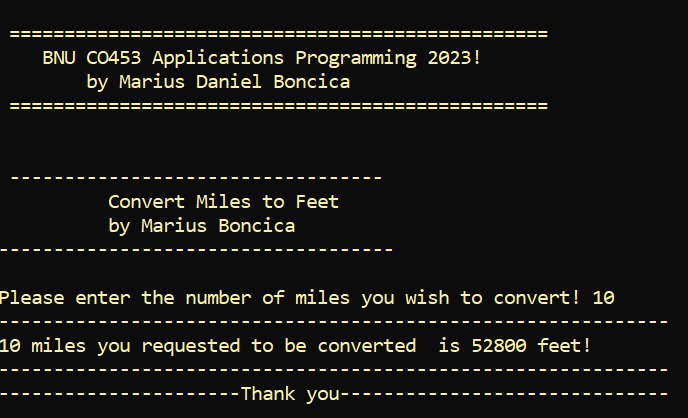 =================================================
BNU CO453 Applications Programming 2023!
by Marius Daniel Boncica
=================================================
----------------------------------
Convert Miles to Feet
by Marius Boncica
------------------------------------
Please enter the number of miles you wish to convert! 10
-------------------------------------------------------------
10 miles you requested to be converted  is 52800 feet!
-------------------------------------------------------------
----------------------Thank you------------------------------